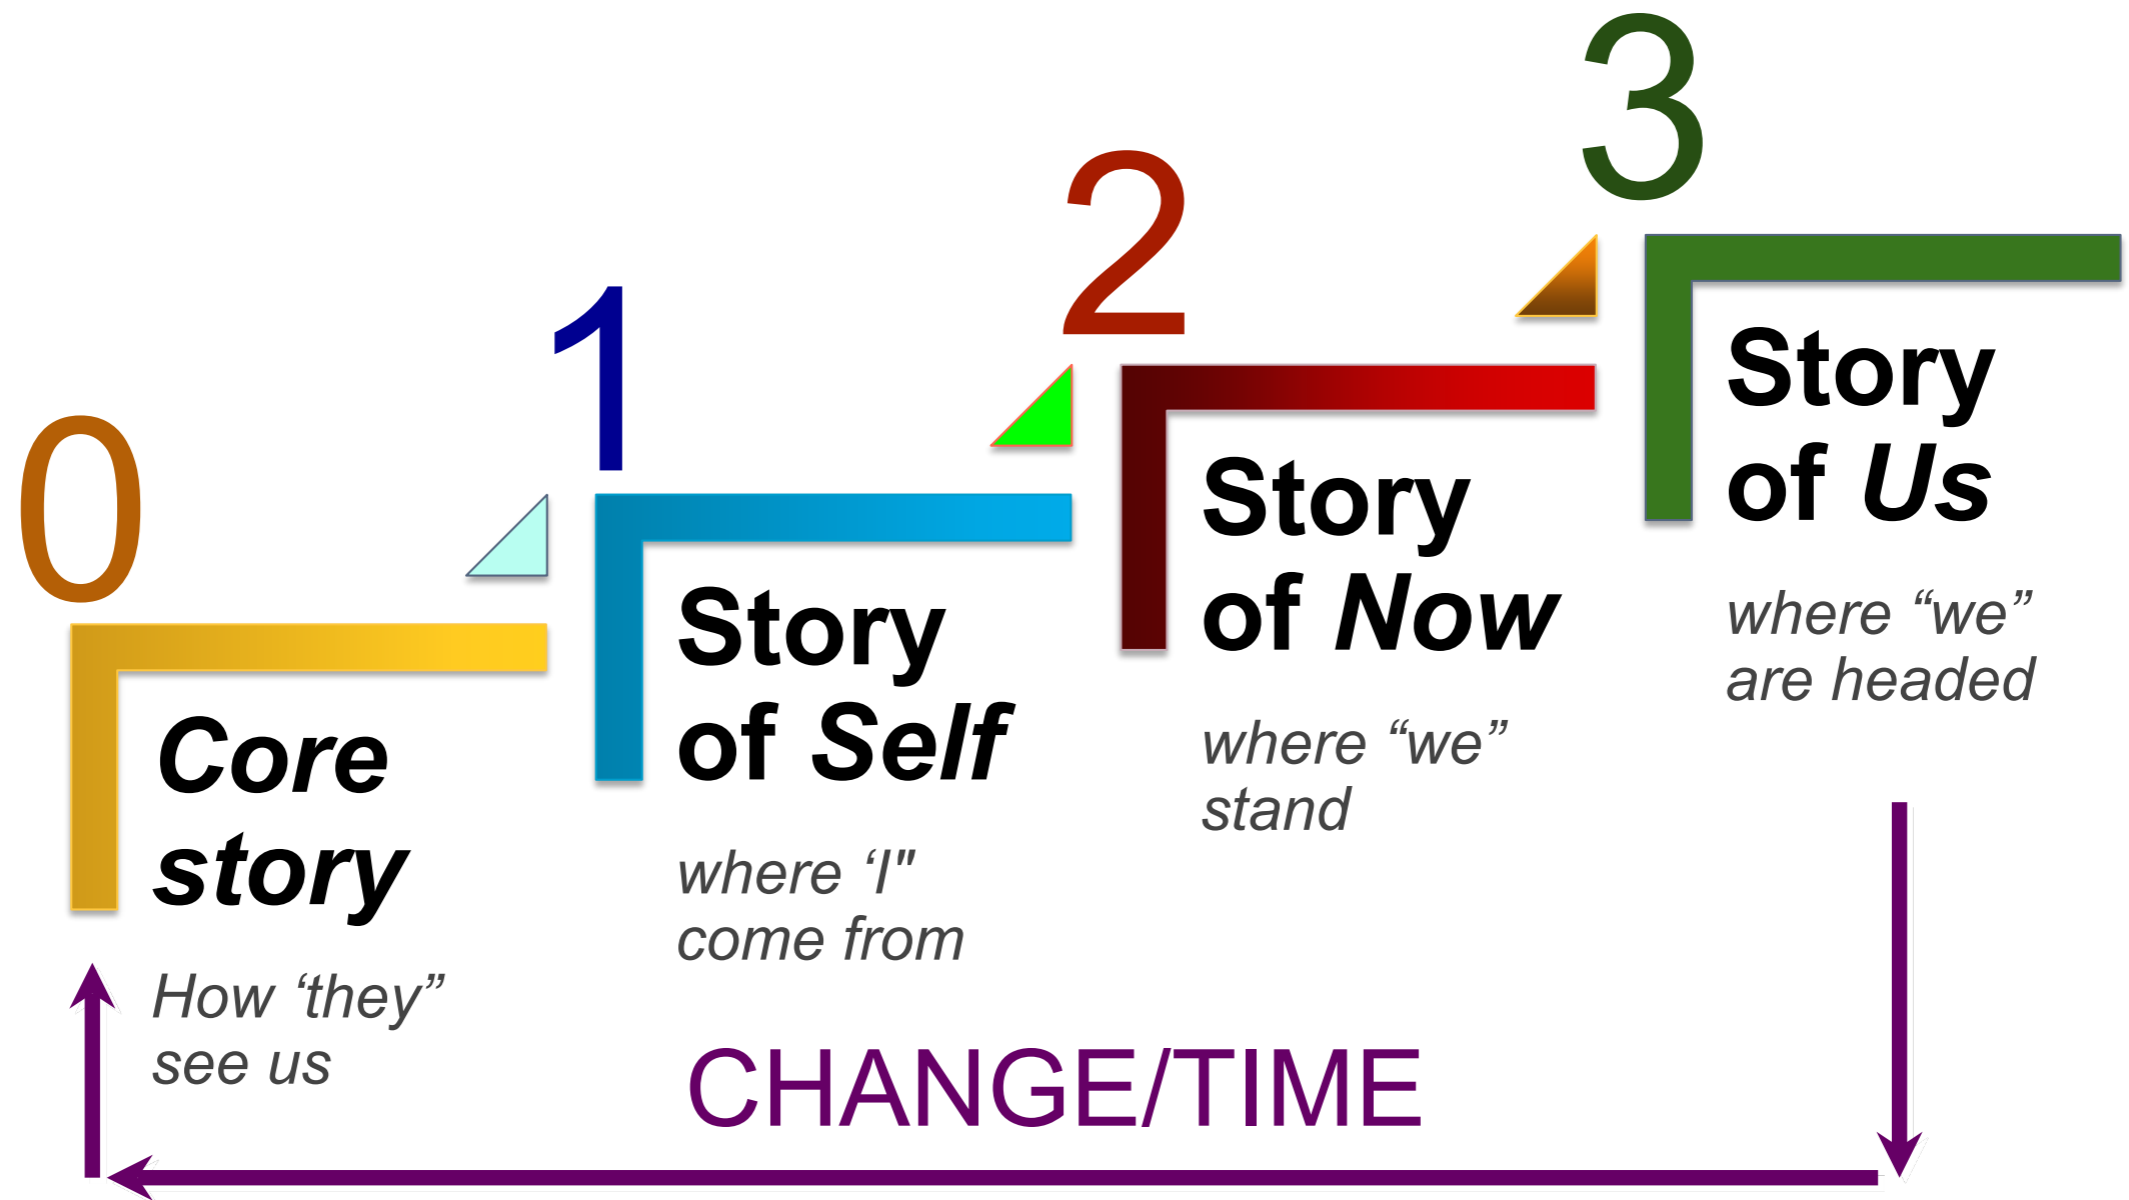 0
Core
story
How ‘they”
see us
1
Story
of Self
where ‘I"
come from
2
Story
of Now
where “we”
stand
3
Story
of Us
where “we”
are headed
CHANGE/TIME